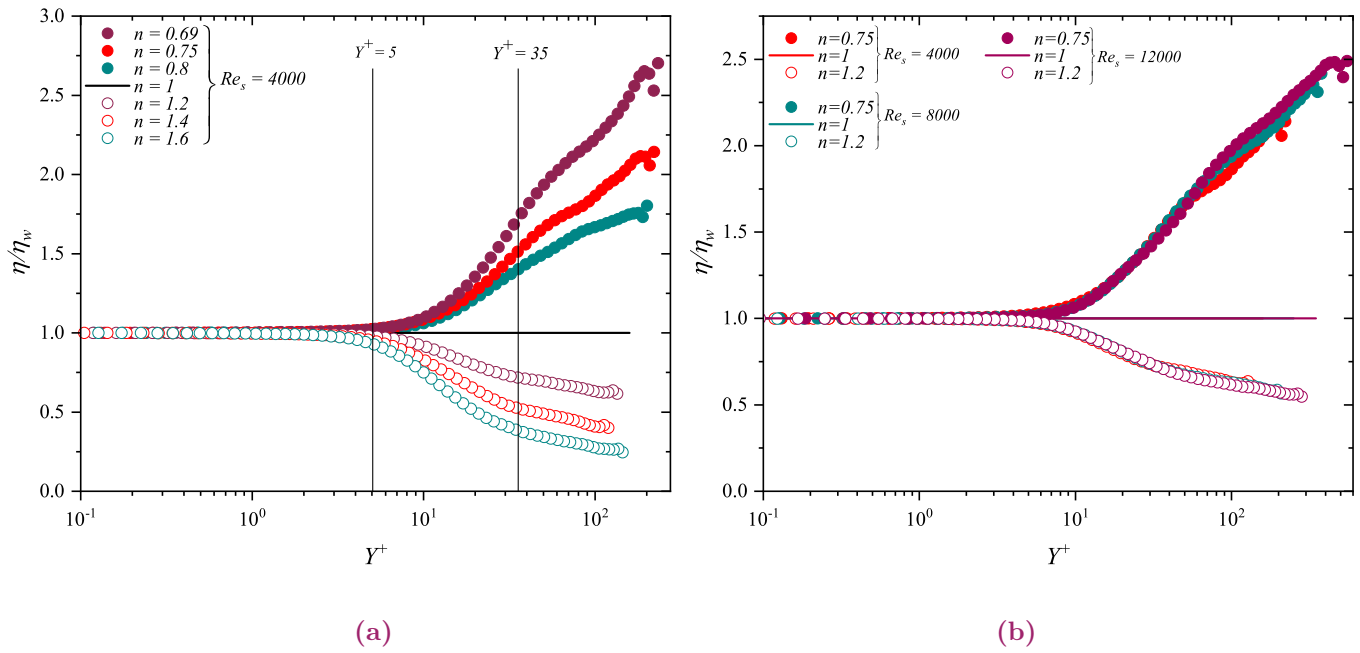 n = 0.69
n = 0.75
n = 0.8
n = 1
n = 1.2
n = 1.4
n = 1.6
Re_s = 4000
Y^+ = 5
Y^+ = 35
3.0
2.5
2.0
1.5
1.0
0.5
0.0
η/η_w
10^-1
10^0
10^1
10^2
Y^+
(a)
n=0.75
n=1
n=1.2
Re_s = 4000
n=0.75
n=1
n=1.2
Re_s = 12000
n=0.75
n=1
n=1.2
Re_s = 8000
2.5
2.0
1.5
1.0
0.5
0.0
η/η_w
10^-1
10^0
10^1
10^2
Y^+
(b)